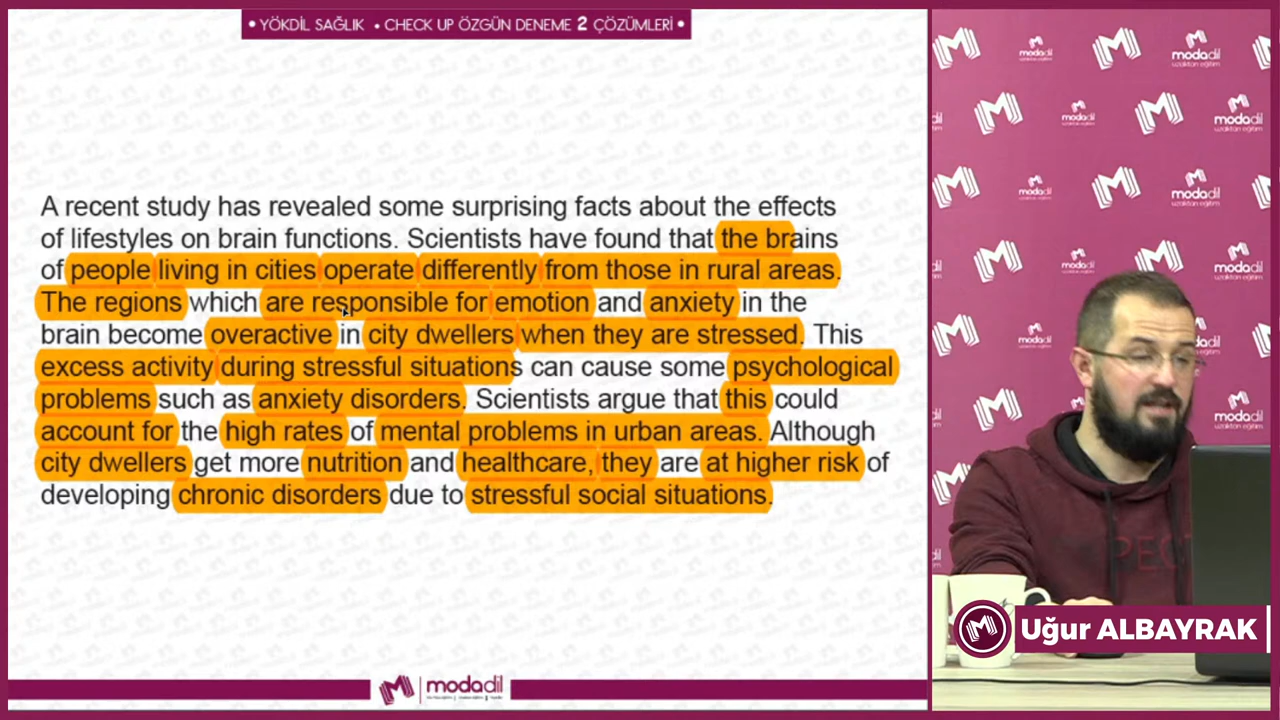 • YÖKDİL SAĞLIK • CHECK UP ÖZGÜN DENEME 2 ÇÖZÜMLERİ •
A recent study has revealed some surprising facts about the effects
of lifestyles on brain functions. Scientists have found that the brains
of people living in cities operate differently from those in rural areas.
The regions which are responsible for emotion and anxiety in the
brain become overactive in city dwellers when they are stressed. This
excess activity during stressful situations can cause some psychological
problems such as anxiety disorders. Scientists argue that this could
account for the high rates of mental problems in urban areas. Although
city dwellers get more nutrition and healthcare, they are at higher risk of
developing chronic disorders due to stressful social situations.
modadil
modadil
uzaktan eğitim
PECT
Uğur ALBAYRAK